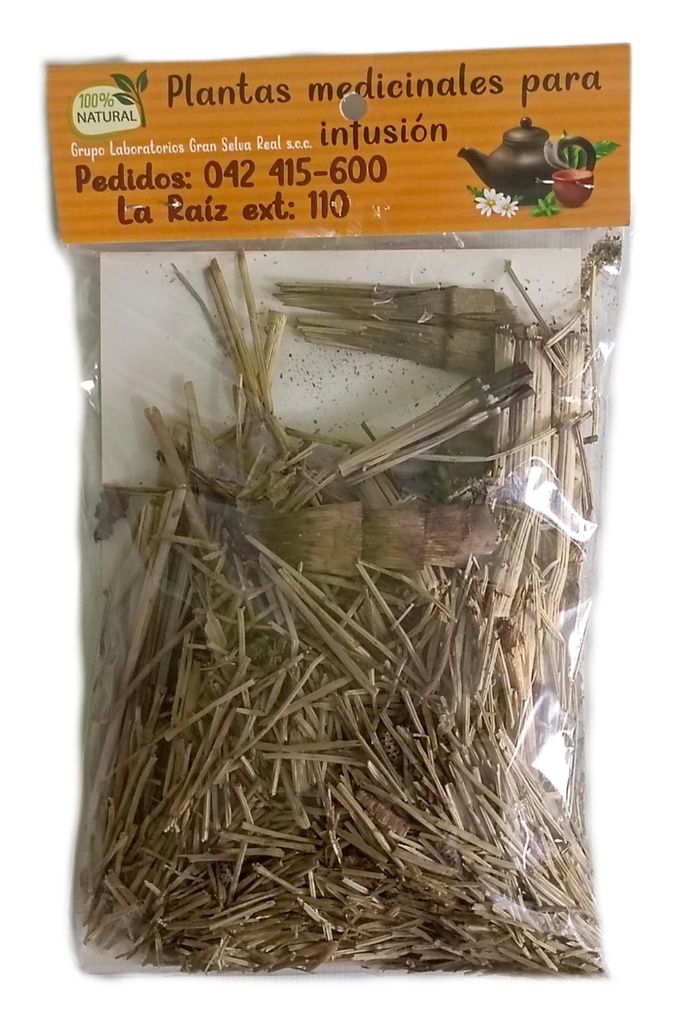 100%
NATURAL
Plantas medicinales para
infusión
Grupo Laboratorios Gran Selva Real s.c.c.
Pedidos: 042 415-600
La Raíz ext: 110